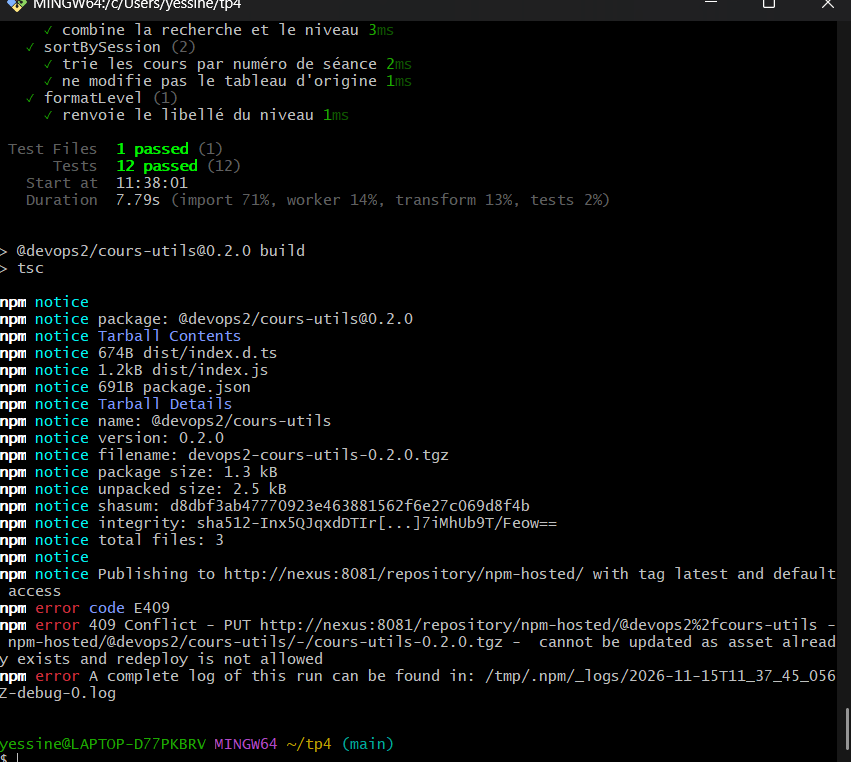 MINGW64:/c/Users/yessine/tp4
✓ combine la recherche et le niveau 3ms
✓ sortBySession (2)
✓ trie les cours par numéro de séance 2ms
✓ ne modifie pas le tableau d'origine 1ms
✓ formatLevel (1)
✓ renvoie le libellé du niveau 1ms
Test Files 1 passed (1)
Tests 12 passed (12)
Start at 11:38:01
Duration 7.79s (import 71%, worker 14%, transform 13%, tests 2%)
> @devops2/cours-utils@0.2.0 build
> tsc
npm notice
npm notice package: @devops2/cours-utils@0.2.0
npm notice Tarball Contents
npm notice 674B dist/index.d.ts
npm notice 1.2kB dist/index.js
npm notice 691B package.json
npm notice Tarball Details
npm notice name: @devops2/cours-utils
npm notice version: 0.2.0
npm notice filename: devops2-cours-utils-0.2.0.tgz
npm notice package size: 1.3 kB
npm notice unpacked size: 2.5 kB
npm notice shasum: d8dbf3ab47770923e463881562f6e27c069d8f4b
npm notice integrity: sha512-Inx5QJqxdDTIr[...]7iMhUb9T/Feow==
npm notice total files: 3
npm notice
npm notice Publishing to http://nexus:8081/repository/npm-hosted/ with tag latest and default
access
npm error code E409
npm error 409 Conflict - PUT http://nexus:8081/repository/npm-hosted/@devops2%2fcours-utils -
npm-hosted/@devops2/cours-utils/-/cours-utils-0.2.0.tgz -  cannot be updated as asset alread
y exists and redeploy is not allowed
npm error A complete log of this run can be found in: /tmp/.npm/_logs/2026-11-15T11_37_45_056
Z-debug-0.log
yessine@LAPTOP-D77PKBRV MINGW64 ~/tp4 (main)
$